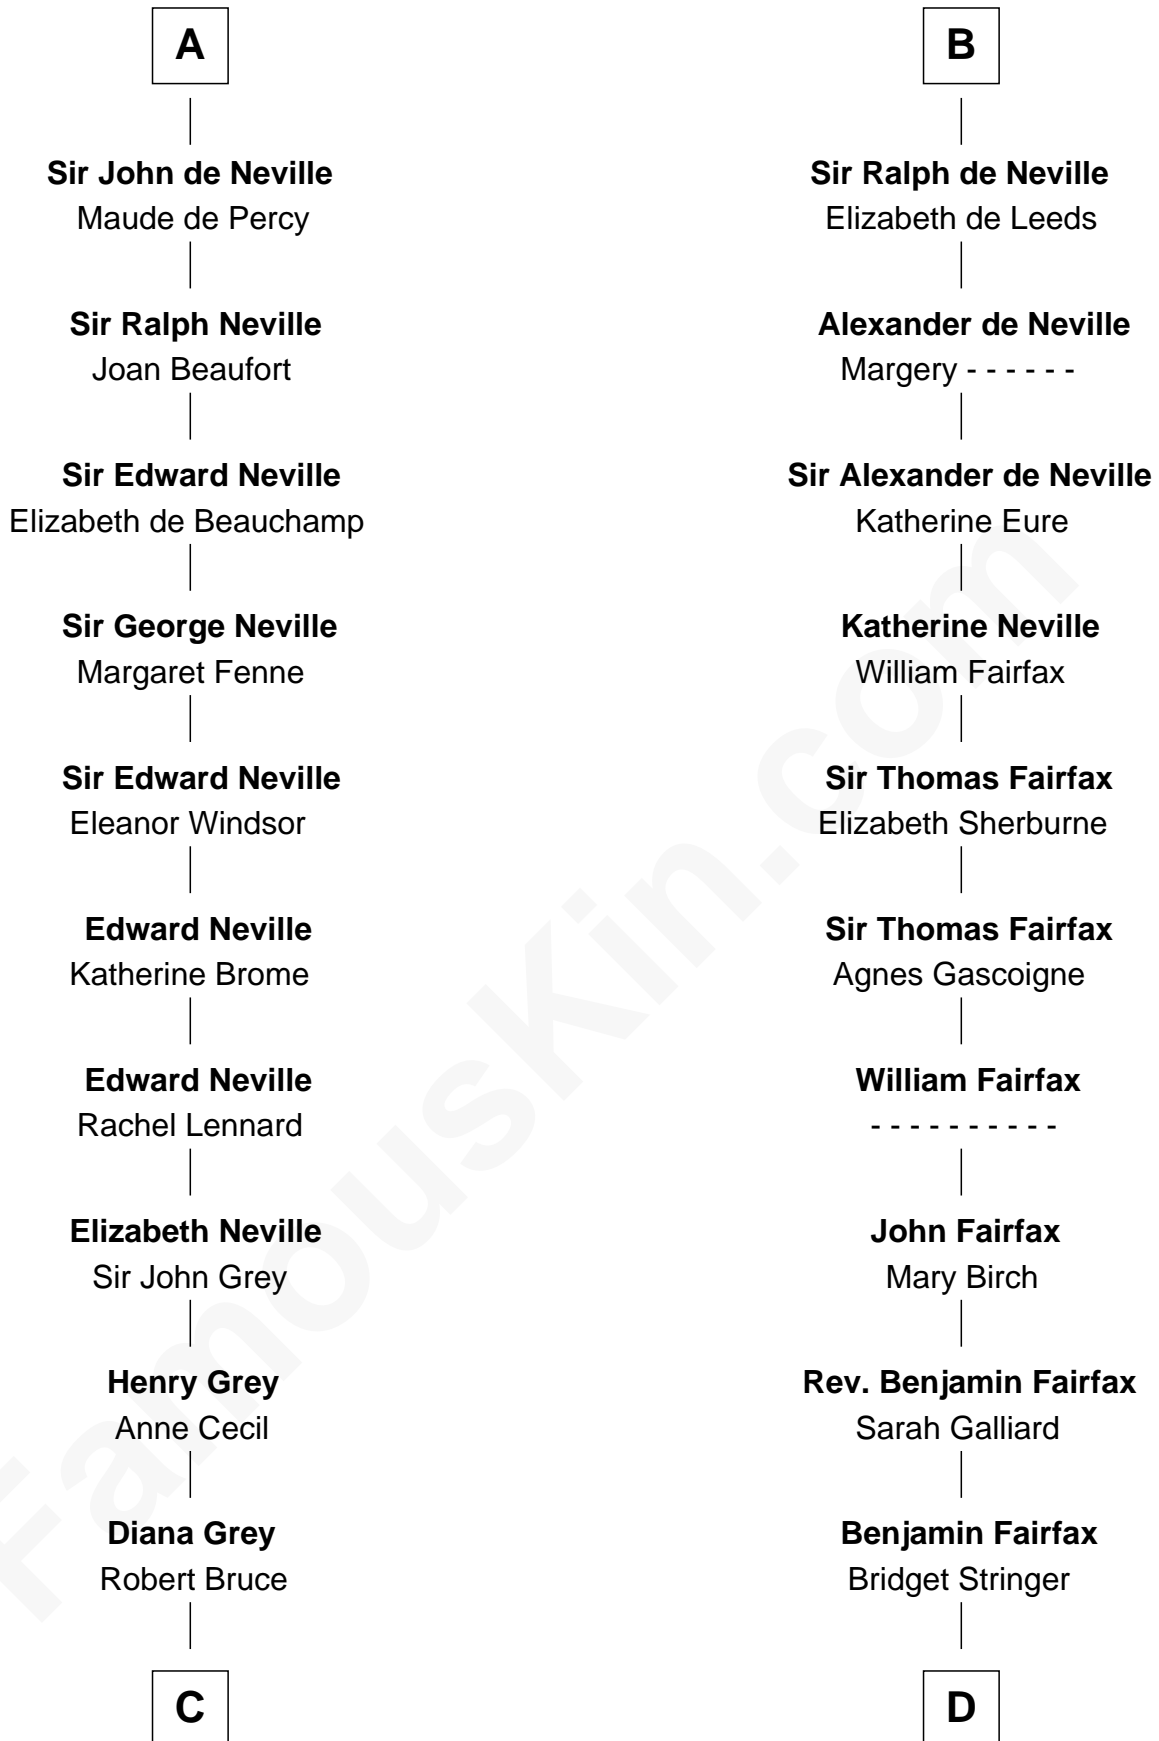 A
Sir John de Neville
Maude de Percy
Sir Ralph Neville
Joan Beaufort
Sir Edward Neville
Elizabeth de Beauchamp
Sir George Neville
Margaret Fenne
Sir Edward Neville
Eleanor Windsor
Edward Neville
Katherine Brome
Edward Neville
Rachel Lennard
Elizabeth Neville
Sir John Grey
Henry Grey
Anne Cecil
Diana Grey
Robert Bruce
C
B
Sir Ralph de Neville
Elizabeth de Leeds
Alexander de Neville
Margery - - - - - -
Sir Alexander de Neville
Katherine Eure
Katherine Neville
William Fairfax
Sir Thomas Fairfax
Elizabeth Sherburne
Sir Thomas Fairfax
Agnes Gascoigne
William Fairfax
- - - - - - - - - -
John Fairfax
Mary Birch
Rev. Benjamin Fairfax
Sarah Galliard
Benjamin Fairfax
Bridget Stringer
D
FamousKin.com